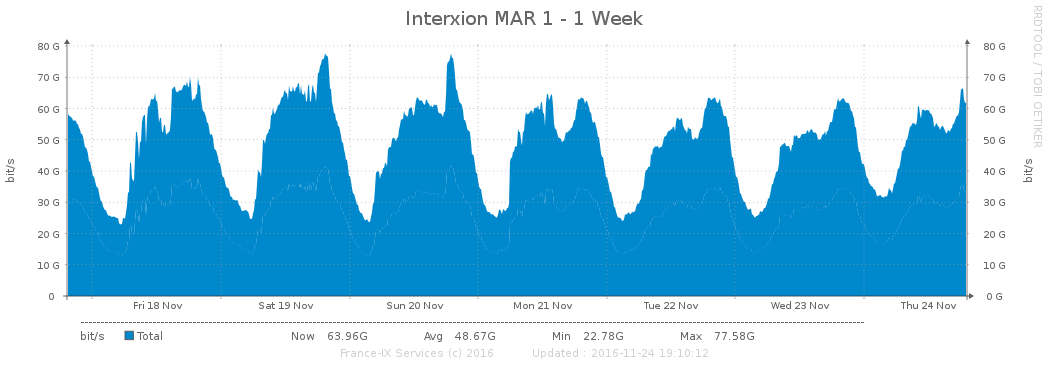 Interxion MAR 1 - 1 Week
RRDTOOL / TOBI OETIKER
80 G 80 G
70 G 70 G
60 G 60 G
50 G 50 G
40 G 40 G
30 G 30 G
20 G 20 G
10 G 10 G
0 0 G
bit/s
bit/s
Fri 18 Nov Sat 19 Nov Sun 20 Nov Mon 21 Nov Tue 22 Nov Wed 23 Nov Thu 24 Nov
bit/s Total Now 63.96G Avg 48.67G Min 22.78G Max 77.58G
France-IX Services (c) 2016 Updated : 2016-11-24 19:10:12